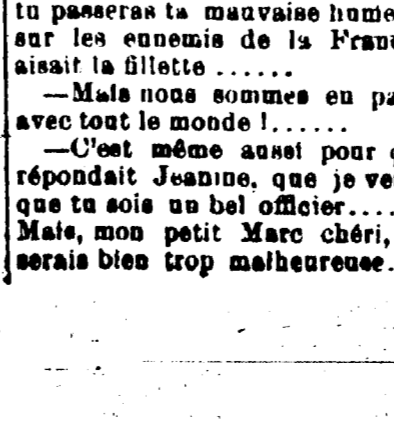 tu passeras ta mauvaise hume
sur les ennemis de la Fran
aisait la fillette ......
—Mais nous sommes en pa
avec tout le monde !......
—C'est même aussi pour
répondait Jeanine, que je ve
que tu sois un bel officier....
Mais, mon petit Marc chéri,
serais bien trop malheureuse.